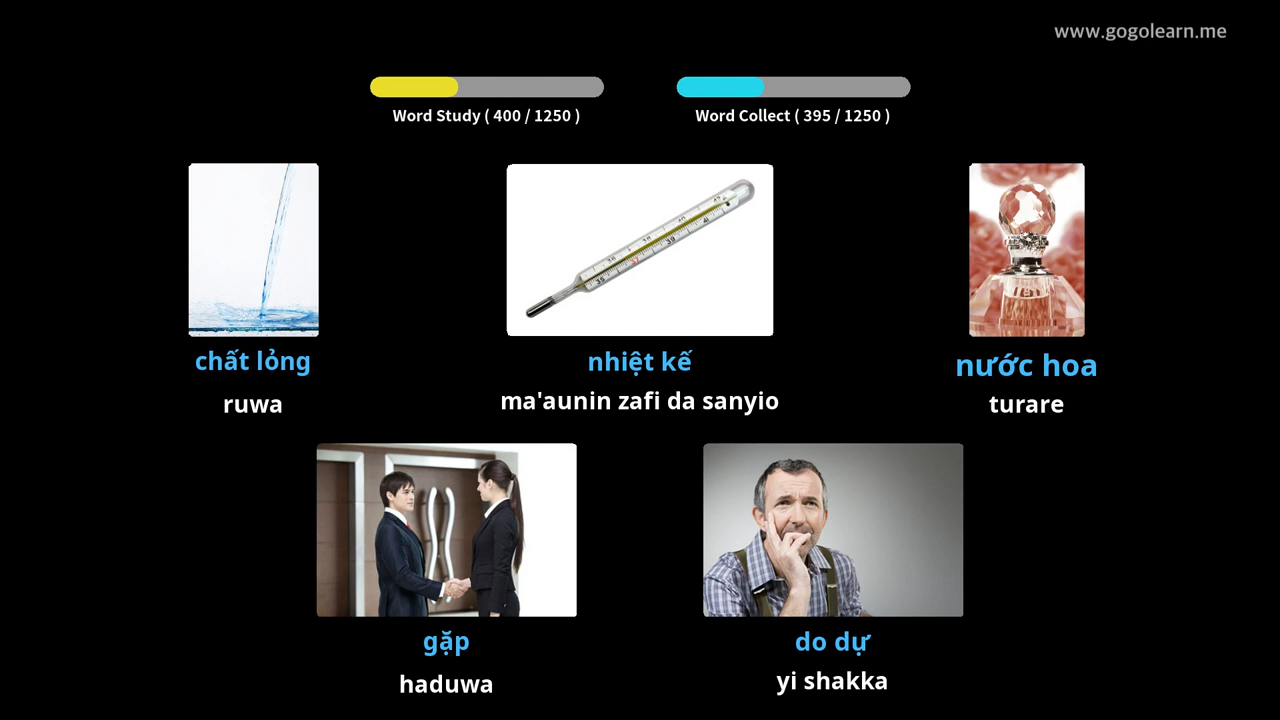 www.gogolearn.me
Word Study ( 400 / 1250 )
Word Collect ( 395 / 1250 )
chất lỏng
nhiệt kế
nước hoa
ruwa
ma'aunin zafi da sanyio
turare
gặp
do dự
haduwa
yi shakka